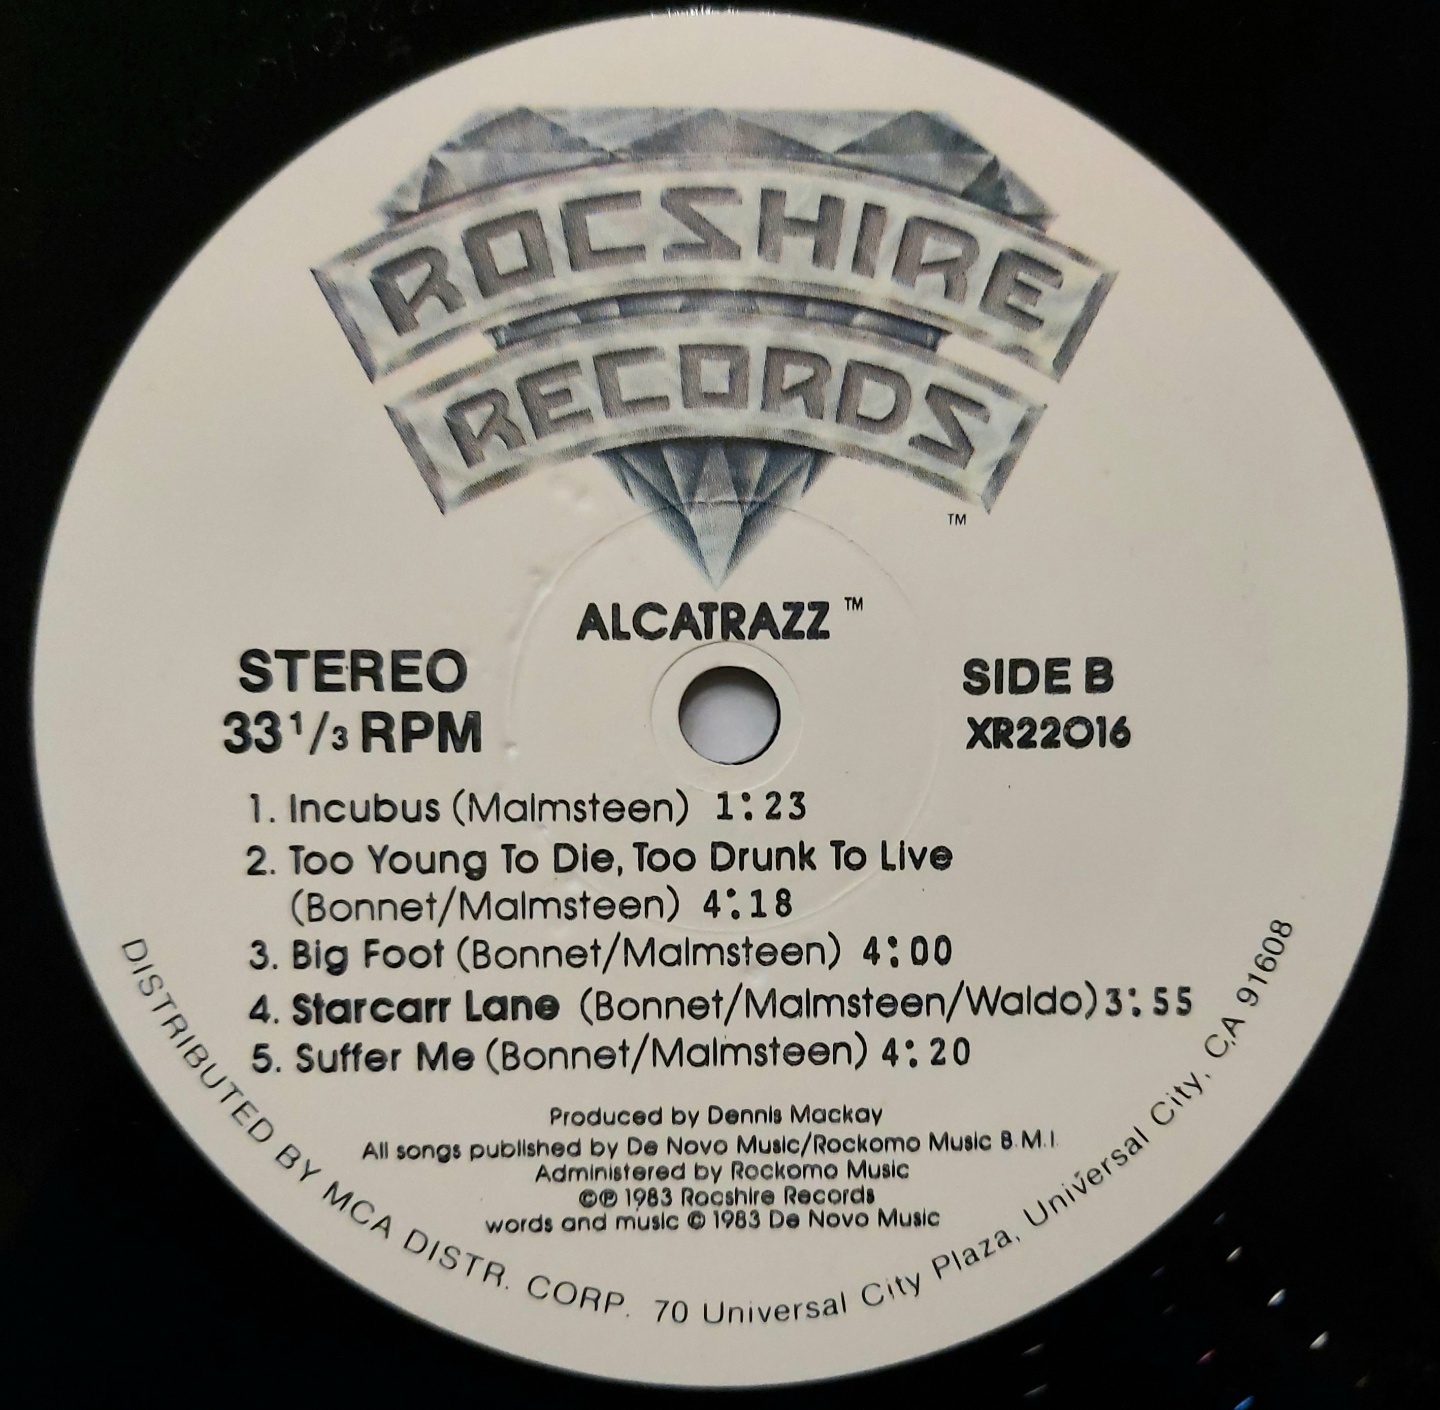 ROCSHIRE
RECORDS
TM
ALCATRAZZ TM
STEREO
33 1/3 RPM
SIDE B
XR22016
1. Incubus (Malmsteen) 1:23
2. Too Young To Die, Too Drunk To Live
(Bonnet/Malmsteen) 4:18
3. Big Foot (Bonnet/Malmsteen) 4:00
4. Starcarr Lane (Bonnet/Malmsteen/Waldo) 3:55
5. Suffer Me (Bonnet/Malmsteen) 4:20
Produced by Dennis Mackay
All songs published by De Novo Music/Rockomo Music B.M.I.
Administered by Rockomo Music
©℗ 1983 Rocshire Records
words and music © 1983 De Novo Music
DISTRIBUTED BY MCA DISTR. CORP. 70 Universal City Plaza, Universal City, CA 91608